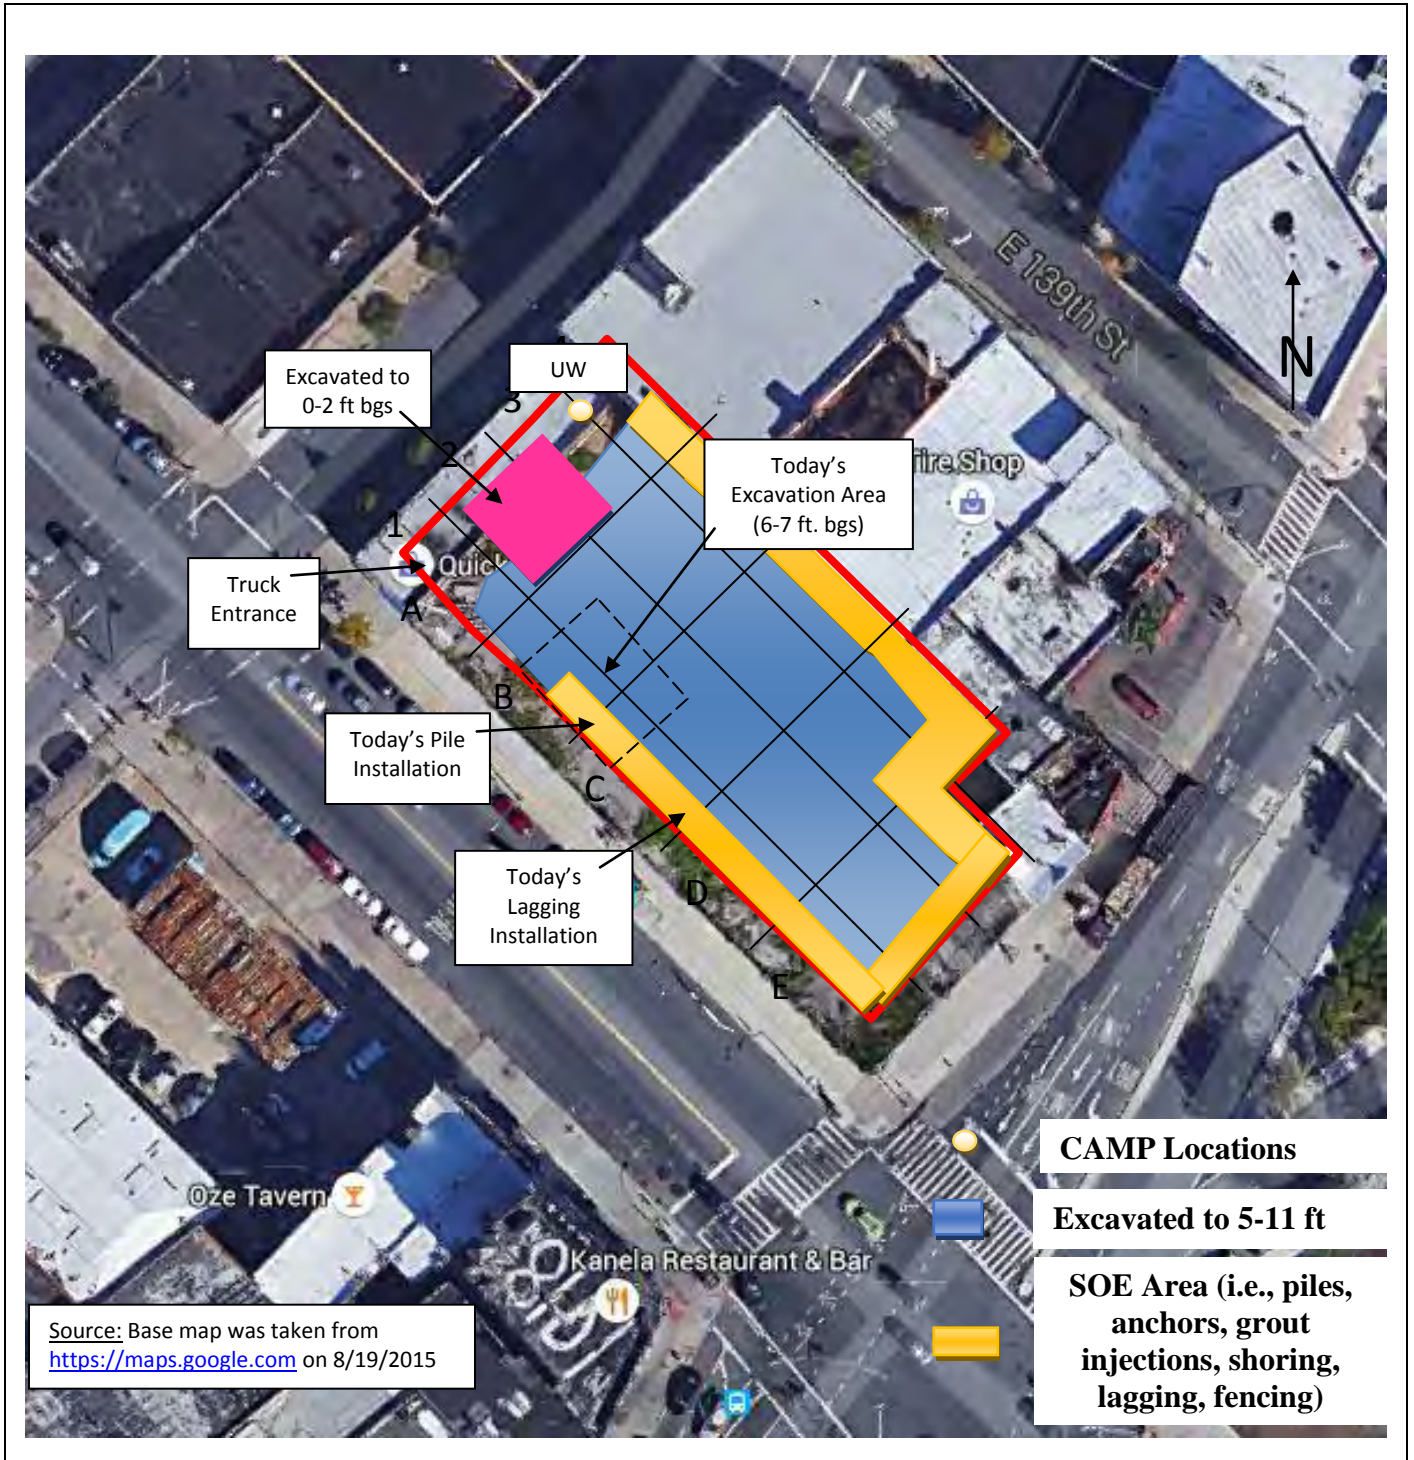 E 139th St
N
UW
4
Excavated to
0-2 ft bgs
3
2
1
Today's
Excavation Area
(6-7 ft. bgs)
Tire Shop
Quick
Truck
Entrance
A
B
Today's Pile
Installation
C
Today's
Lagging
Installation
D
E
CAMP Locations
Excavated to 5-11 ft
SOE Area (i.e., piles,
anchors, grout
injections, shoring,
lagging, fencing)
Oze Tavern
Kanela Restaurant & Bar
Source: Base map was taken from
https://maps.google.com on 8/19/2015